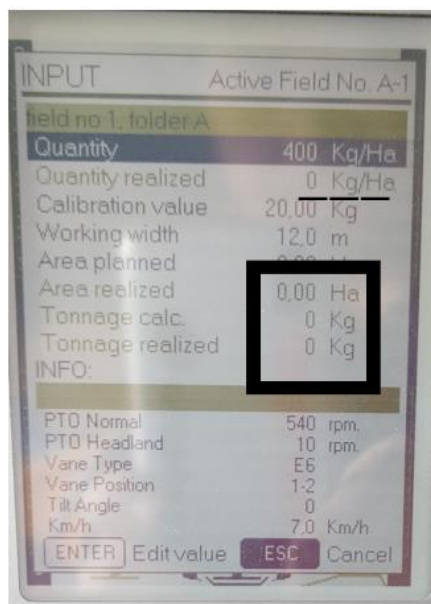 INPUT Active Field No. A-1
field no 1, folder A
Quantity 400 Kg/Ha
Quantity realized 0 Kg/Ha
Calibration value 20,00 Kg
Working width 12,0 m
Area planned 0,00
Area realized 0,00 Ha
Tonnage calc. 0 Kg
Tonnage realized 0 Kg
INFO:
PTO Normal 540 rpm.
PTO Headland 10 rpm.
Vane Type E6
Vane Position 1-2
Tilt Angle 0
Km/h 7,0 Km/h
ENTER Edit value ESC Cancel